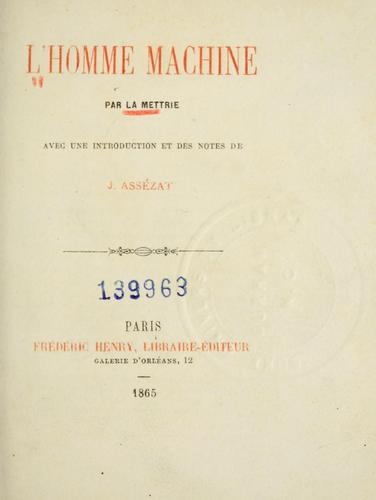 L'HOMME MACHINE
PAR LA METTRIE
AVEC UNE INTRODUCTION ET DES NOTES DE
J. ASSÉZAT
139963
PARIS
FRÉDÉRIC HENRY, LIBRAIRE-ÉDITEUR
GALERIE D'ORLÉANS, 12
1865